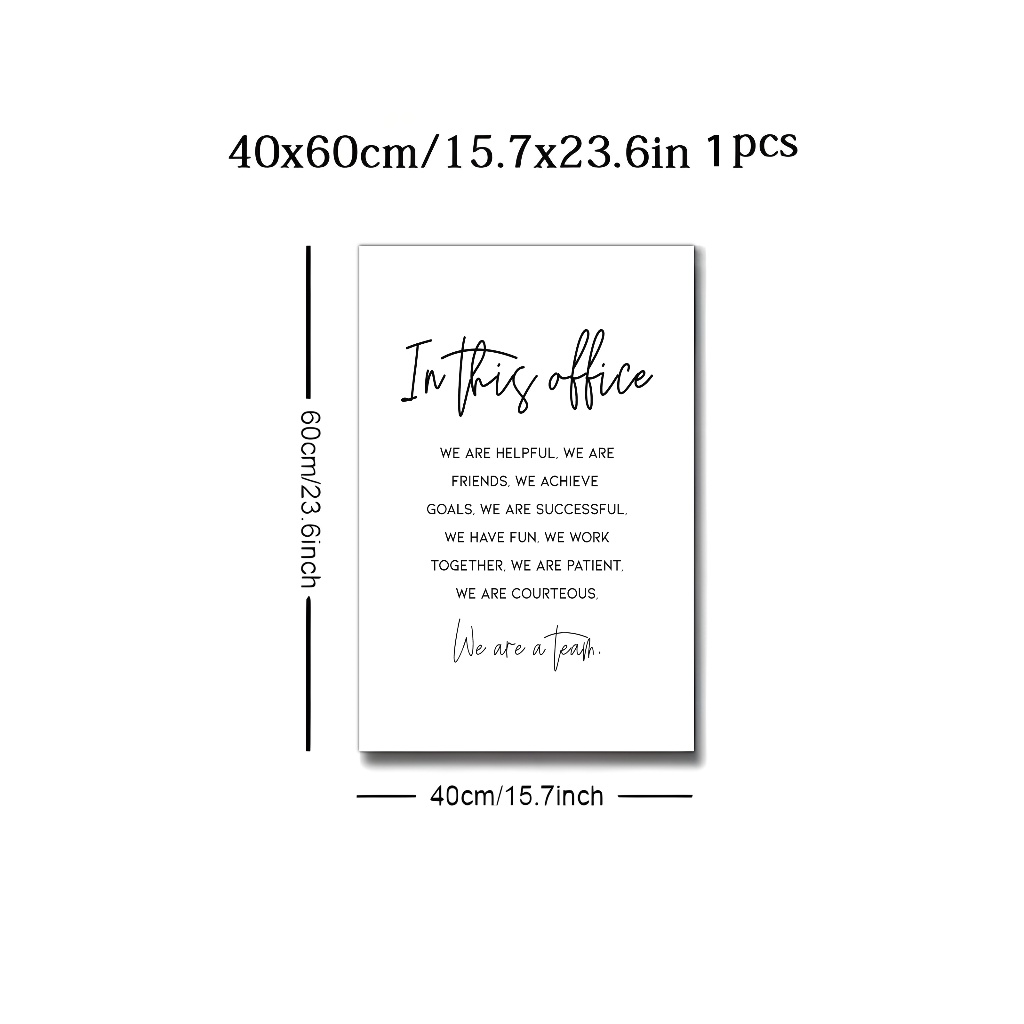 40x60cm/15.7x23.6in 1pcs
60cm/23.6inch
In this office
WE ARE HELPFUL, WE ARE
FRIENDS, WE ACHIEVE
GOALS, WE ARE SUCCESSFUL,
WE HAVE FUN, WE WORK
TOGETHER, WE ARE PATIENT,
WE ARE COURTEOUS,
We are a team.
40cm/15.7inch